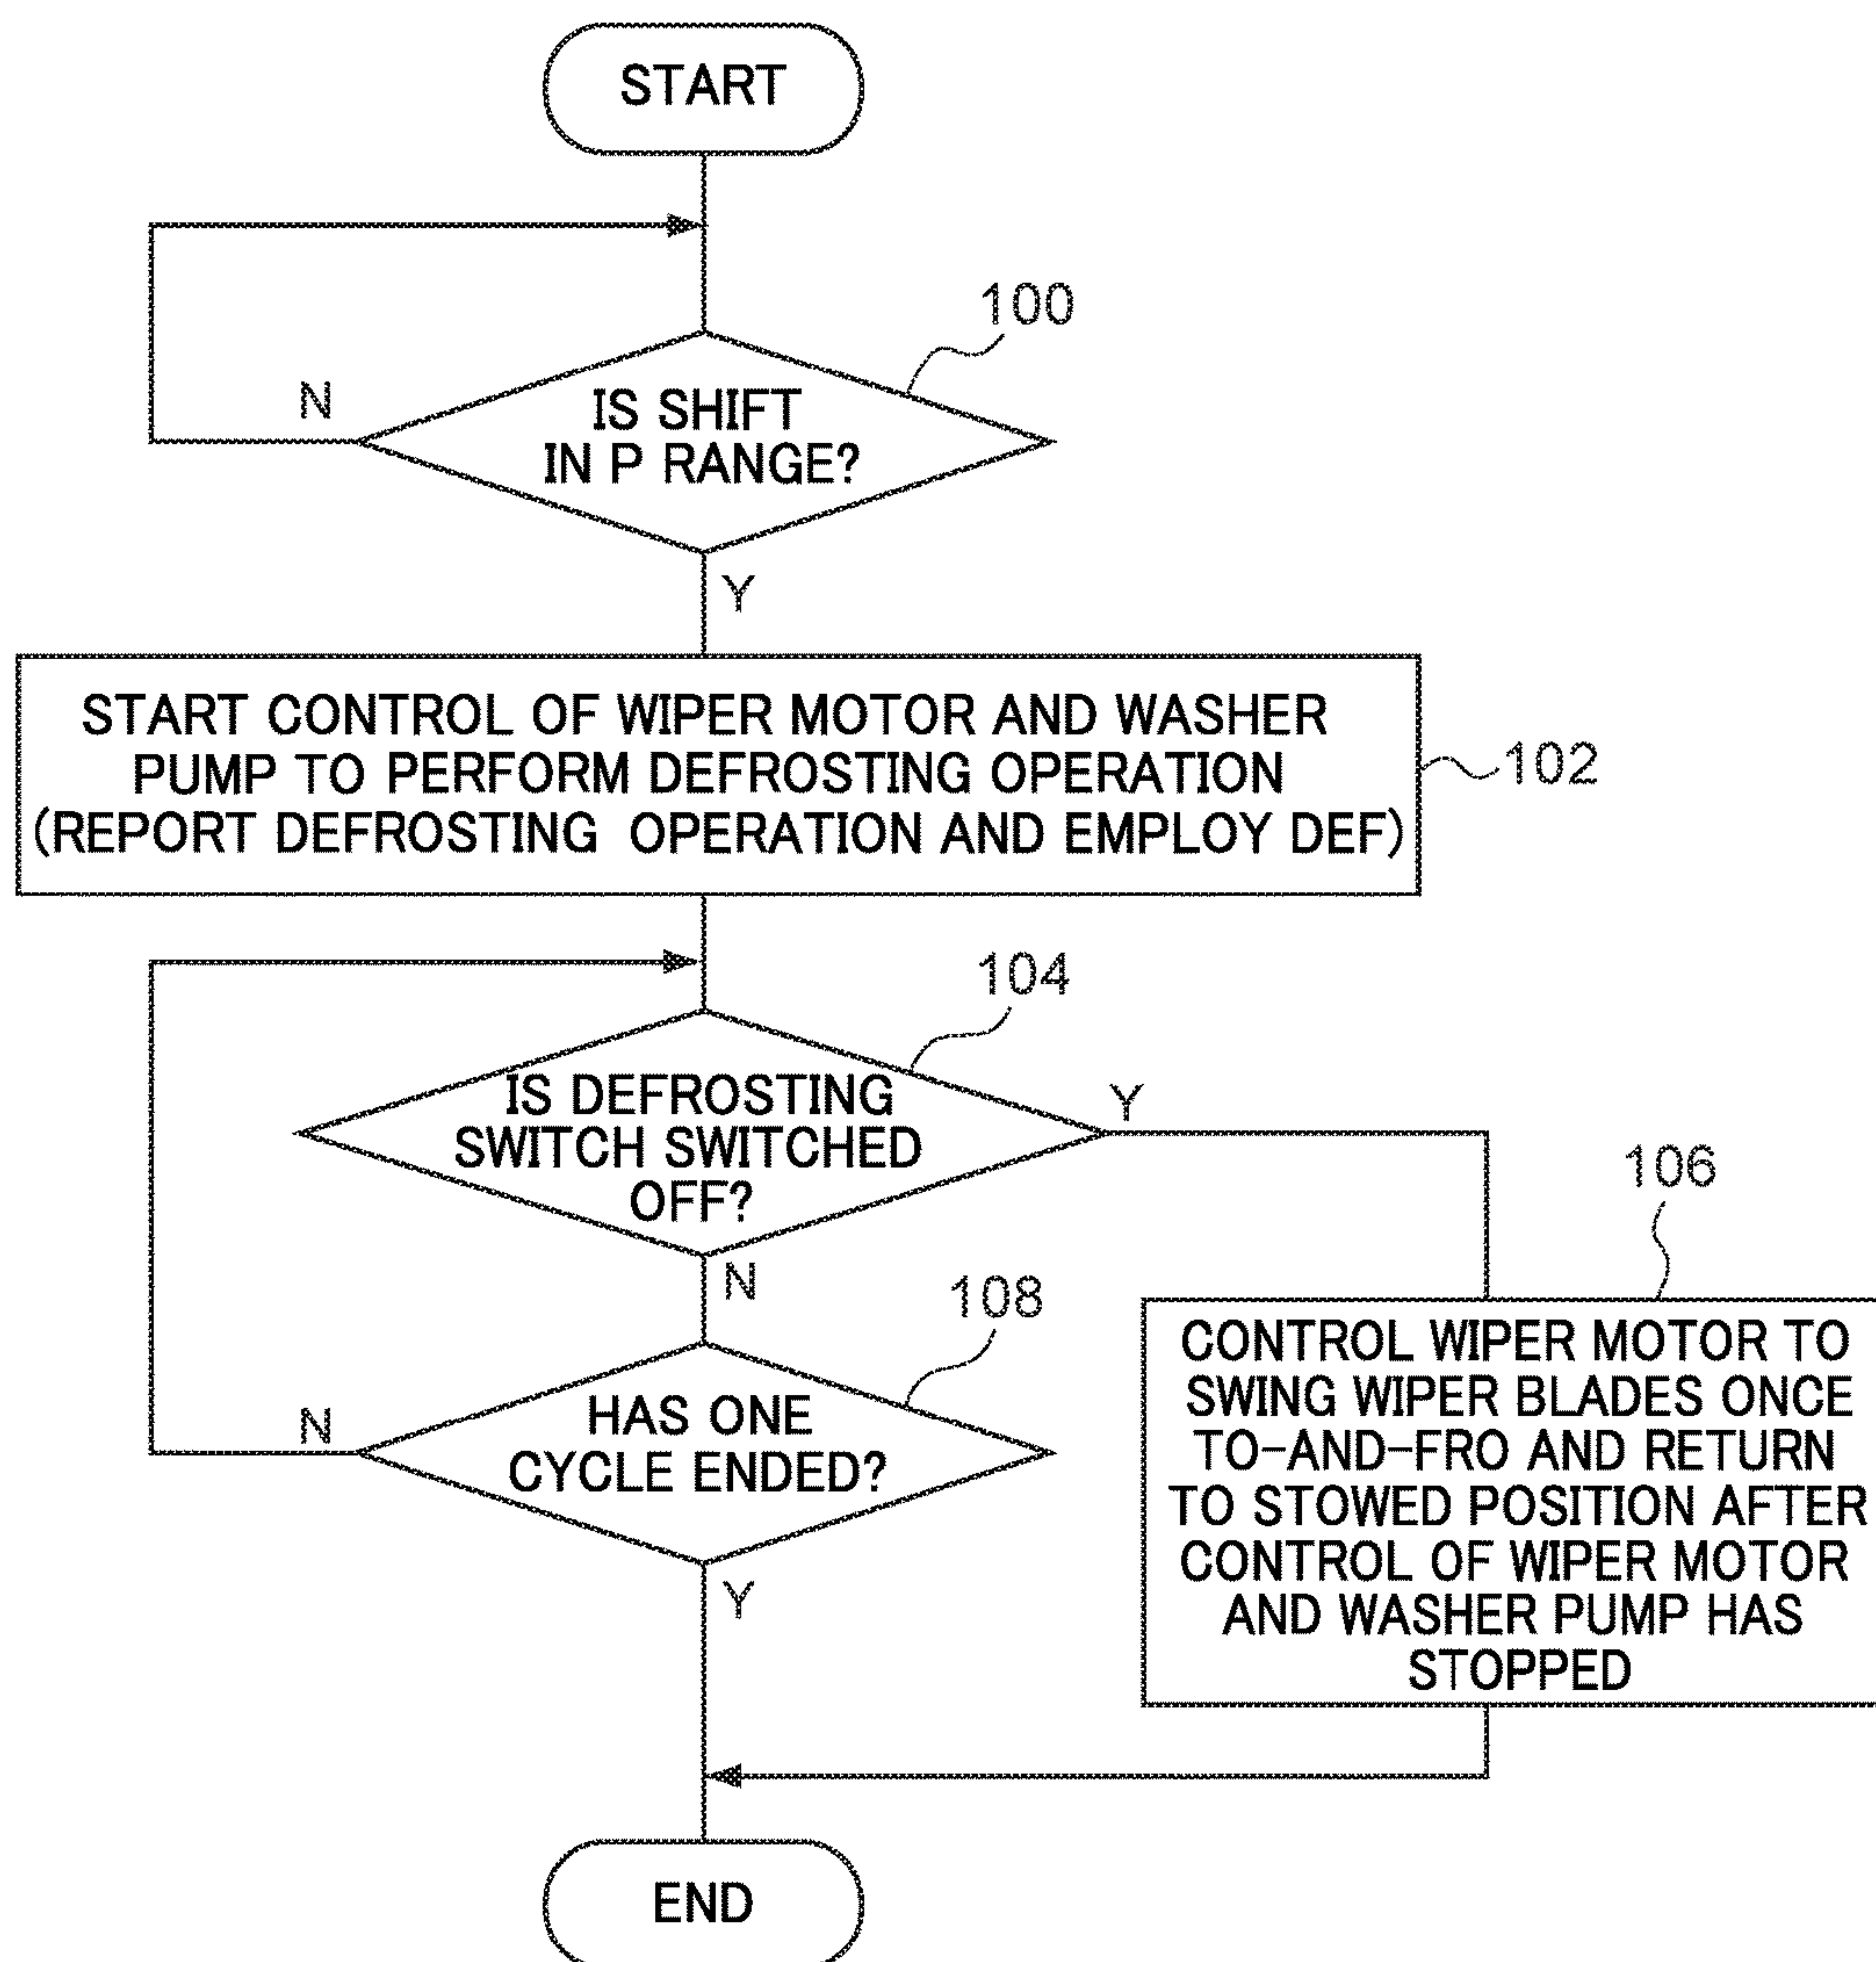 START
100
N
IS SHIFT
IN P RANGE?
Y
START CONTROL OF WIPER MOTOR AND WASHER
PUMP TO PERFORM DEFROSTING OPERATION
(REPORT DEFROSTING OPERATION AND EMPLOY DEF)
102
104
IS DEFROSTING
SWITCH SWITCHED
OFF?
Y
N
106
108
HAS ONE
CYCLE ENDED?
N
Y
CONTROL WIPER MOTOR TO
SWING WIPER BLADES ONCE
TO-AND-FRO AND RETURN
TO STOWED POSITION AFTER
CONTROL OF WIPER MOTOR
AND WASHER PUMP HAS
STOPPED
END